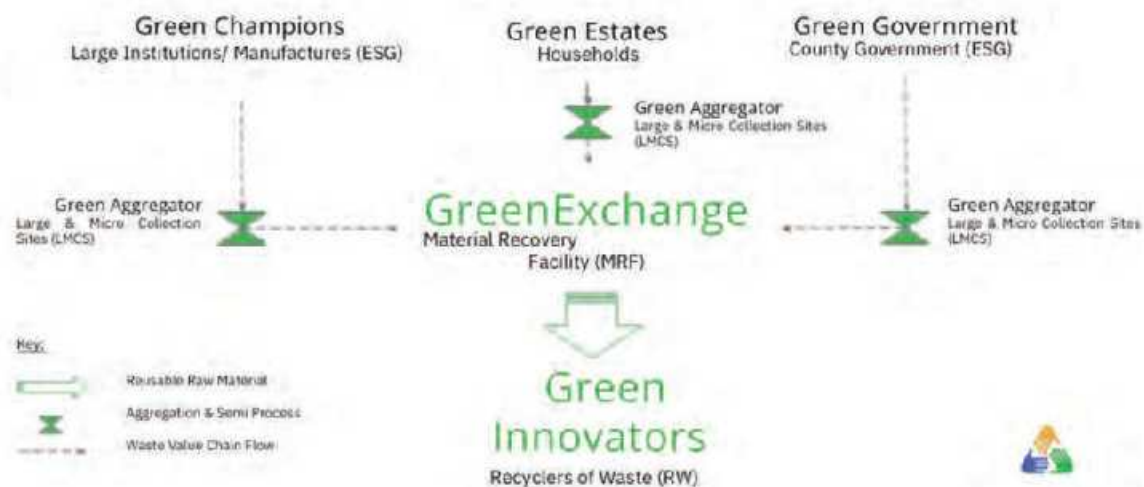 Green Champions
Large Institutions/ Manufactures (ESG)
Green Estates
Households
Green Government
County Government (ESG)
Green Aggregator
Large & Micro Collection Sites
(LMCS)
Green Aggregator
Large & Micro Collection
Sites (LMCS)
GreenExchange
Material Recovery
Facility (MRF)
Green Aggregator
Large & Micro Collection Sites
(LMCS)
Key:
Reusable Raw Material
Aggregation & Semi Process
Waste Value Chain Flow
Green
Innovators
Recyclers of Waste (RW)